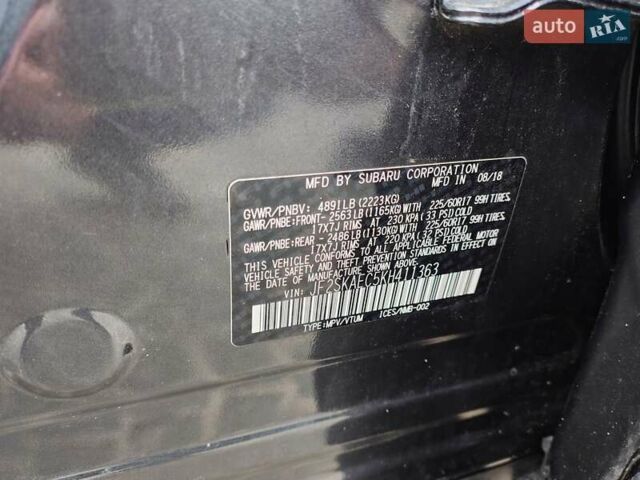 auto RIA
.com
MFD BY SUBARU CORPORATION
MFD IN 08/18
GVWR/PNBV: 4891LB(2223KG)
GAWR/PNBE:FRONT- 2563LB(1165KG)WITH 225/60R17 99H TIRES.
17X7J RIMS AT 230 KPA(33 PSI)COLD
GAWR/PNBE:REAR - 2486LB(1130KG)WITH 225/60R17 99H TIRES.
17X7J RIMS AT 220 KPA(32 PSI)COLD
THIS VEHICLE CONFORMS TO ALL APPLICABLE FEDERAL MOTOR
VEHICLE SAFETY STANDARDS IN EFFECT ON
THE DATE OF MANUFACTURE SHOWN ABOVE.
VIN: JF2SKAEC5KH411363
TYPE:MPV/VTUM ICES/NMB-002